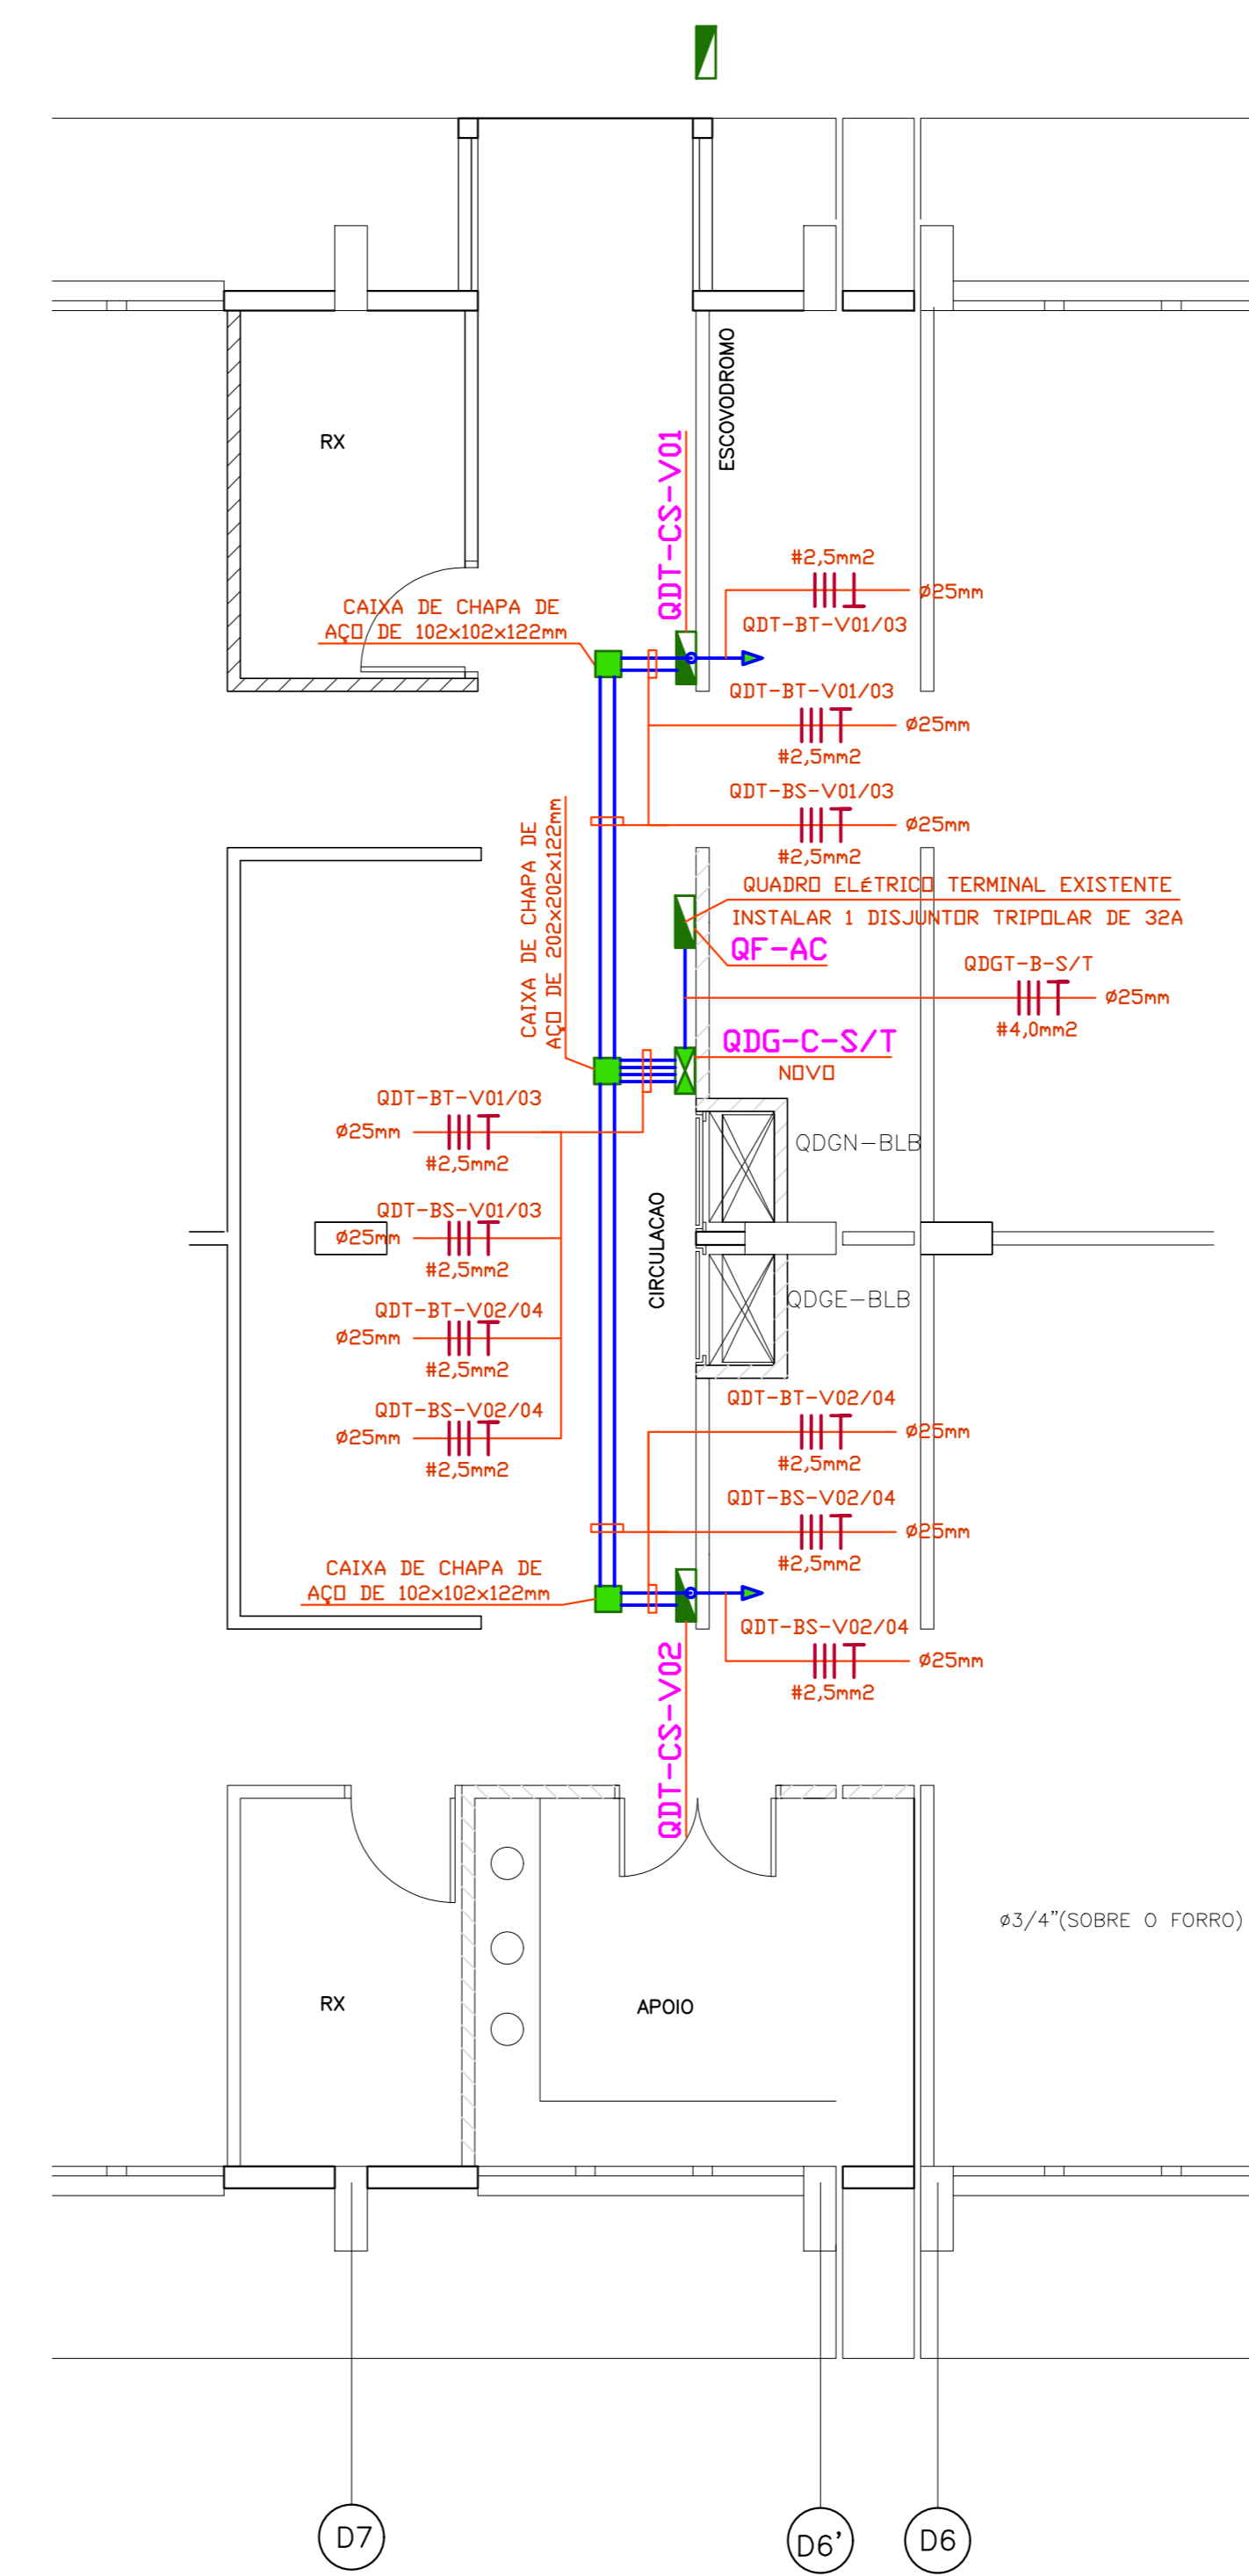 ESCOVODROMO
RX
QDT-CS-V01
#2,5mm2
ø25mm
QDT-BT-V01/03
CAIXA DE CHAPA DE
AÇO DE 102x102x122mm
QDT-BT-V01/03
ø25mm
#2,5mm2
QDT-BS-V01/03
ø25mm
#2,5mm2
CAIXA DE CHAPA DE
AÇO DE 202x202x122mm
QUADRO ELéTRICO TERMINAL EXISTENTE
INSTALAR 1 DISJUNTOR TRIPOLAR DE 32A
QF-AC
QDGT-B-S/T
ø25mm
#4,0mm2
QDG-C-S/T
NOVO
QDT-BT-V01/03
ø25mm
#2,5mm2
QDGN-BLB
QDT-BS-V01/03
ø25mm
#2,5mm2
CIRCULACAO
QDGE-BLB
QDT-BT-V02/04
ø25mm
#2,5mm2
QDT-BS-V02/04
ø25mm
#2,5mm2
QDT-BT-V02/04
ø25mm
#2,5mm2
QDT-BS-V02/04
ø25mm
#2,5mm2
CAIXA DE CHAPA DE
AÇO DE 102x102x122mm
QDT-BS-V02/04
ø25mm
#2,5mm2
QDT-CS-V02
ø3/4"(SOBRE O FORRO)
RX
APOIO
D7
D6'
D6